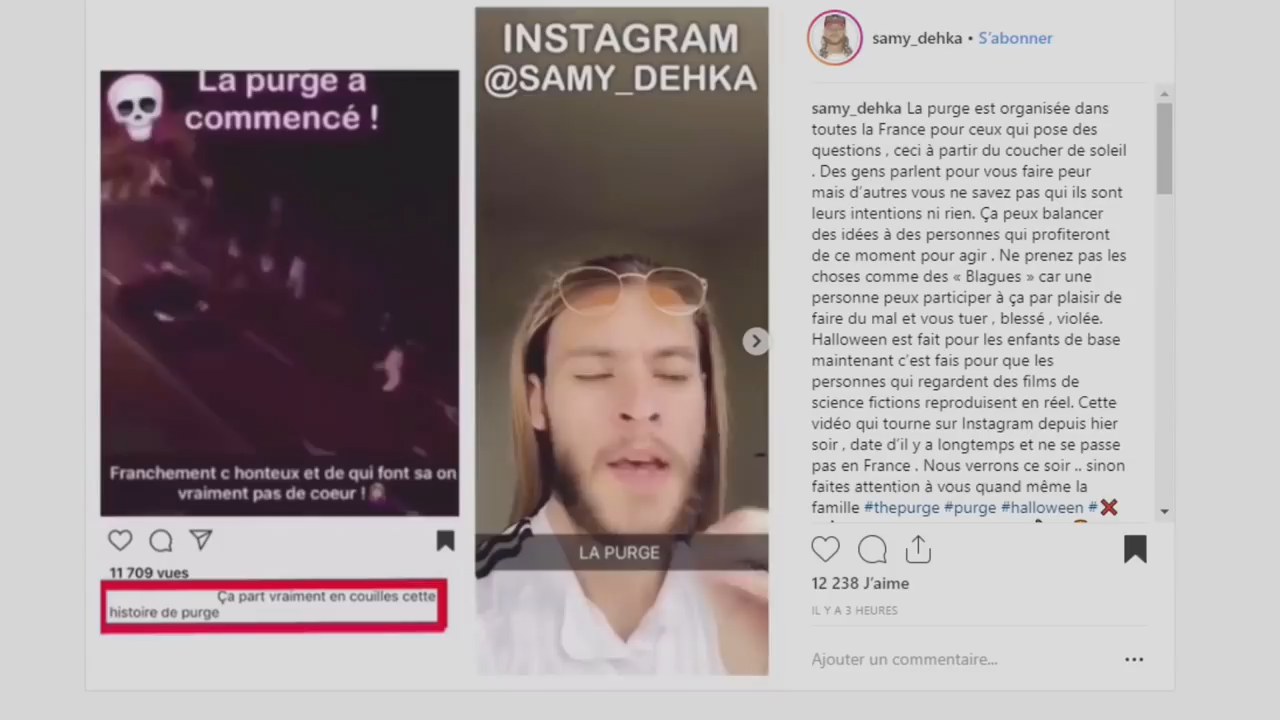 La purge a
commencé !
Franchement c honteux et de qui font sa on
vraiment pas de coeur !
11 709 vues
Ça part vraiment en couilles cette
histoire de purge
INSTAGRAM
@SAMY_DEHKA
LA PURGE
samy_dehka • S'abonner
samy_dehka La purge est organisée dans
toutes la France pour ceux qui pose des
questions , ceci à partir du coucher de soleil
. Des gens parlent pour vous faire peur
mais d'autres vous ne savez pas qui ils sont
leurs intentions ni rien. Ça peux balancer
des idées à des personnes qui profiteront
de ce moment pour agir . Ne prenez pas les
choses comme des « Blagues » car une
personne peux participer à ça par plaisir de
faire du mal et vous tuer , blessé , violée.
Halloween est fait pour les enfants de base
maintenant c'est fais pour que les
personnes qui regardent des films de
science fictions reproduisent en réel. Cette
vidéo qui tourne sur Instagram depuis hier
soir , date d'il y a longtemps et ne se passe
pas en France . Nous verrons ce soir .. sinon
faites attention à vous quand même la
famille #thepurge #purge #halloween #
12 238 J'aime
IL Y A 3 HEURES
Ajouter un commentaire...